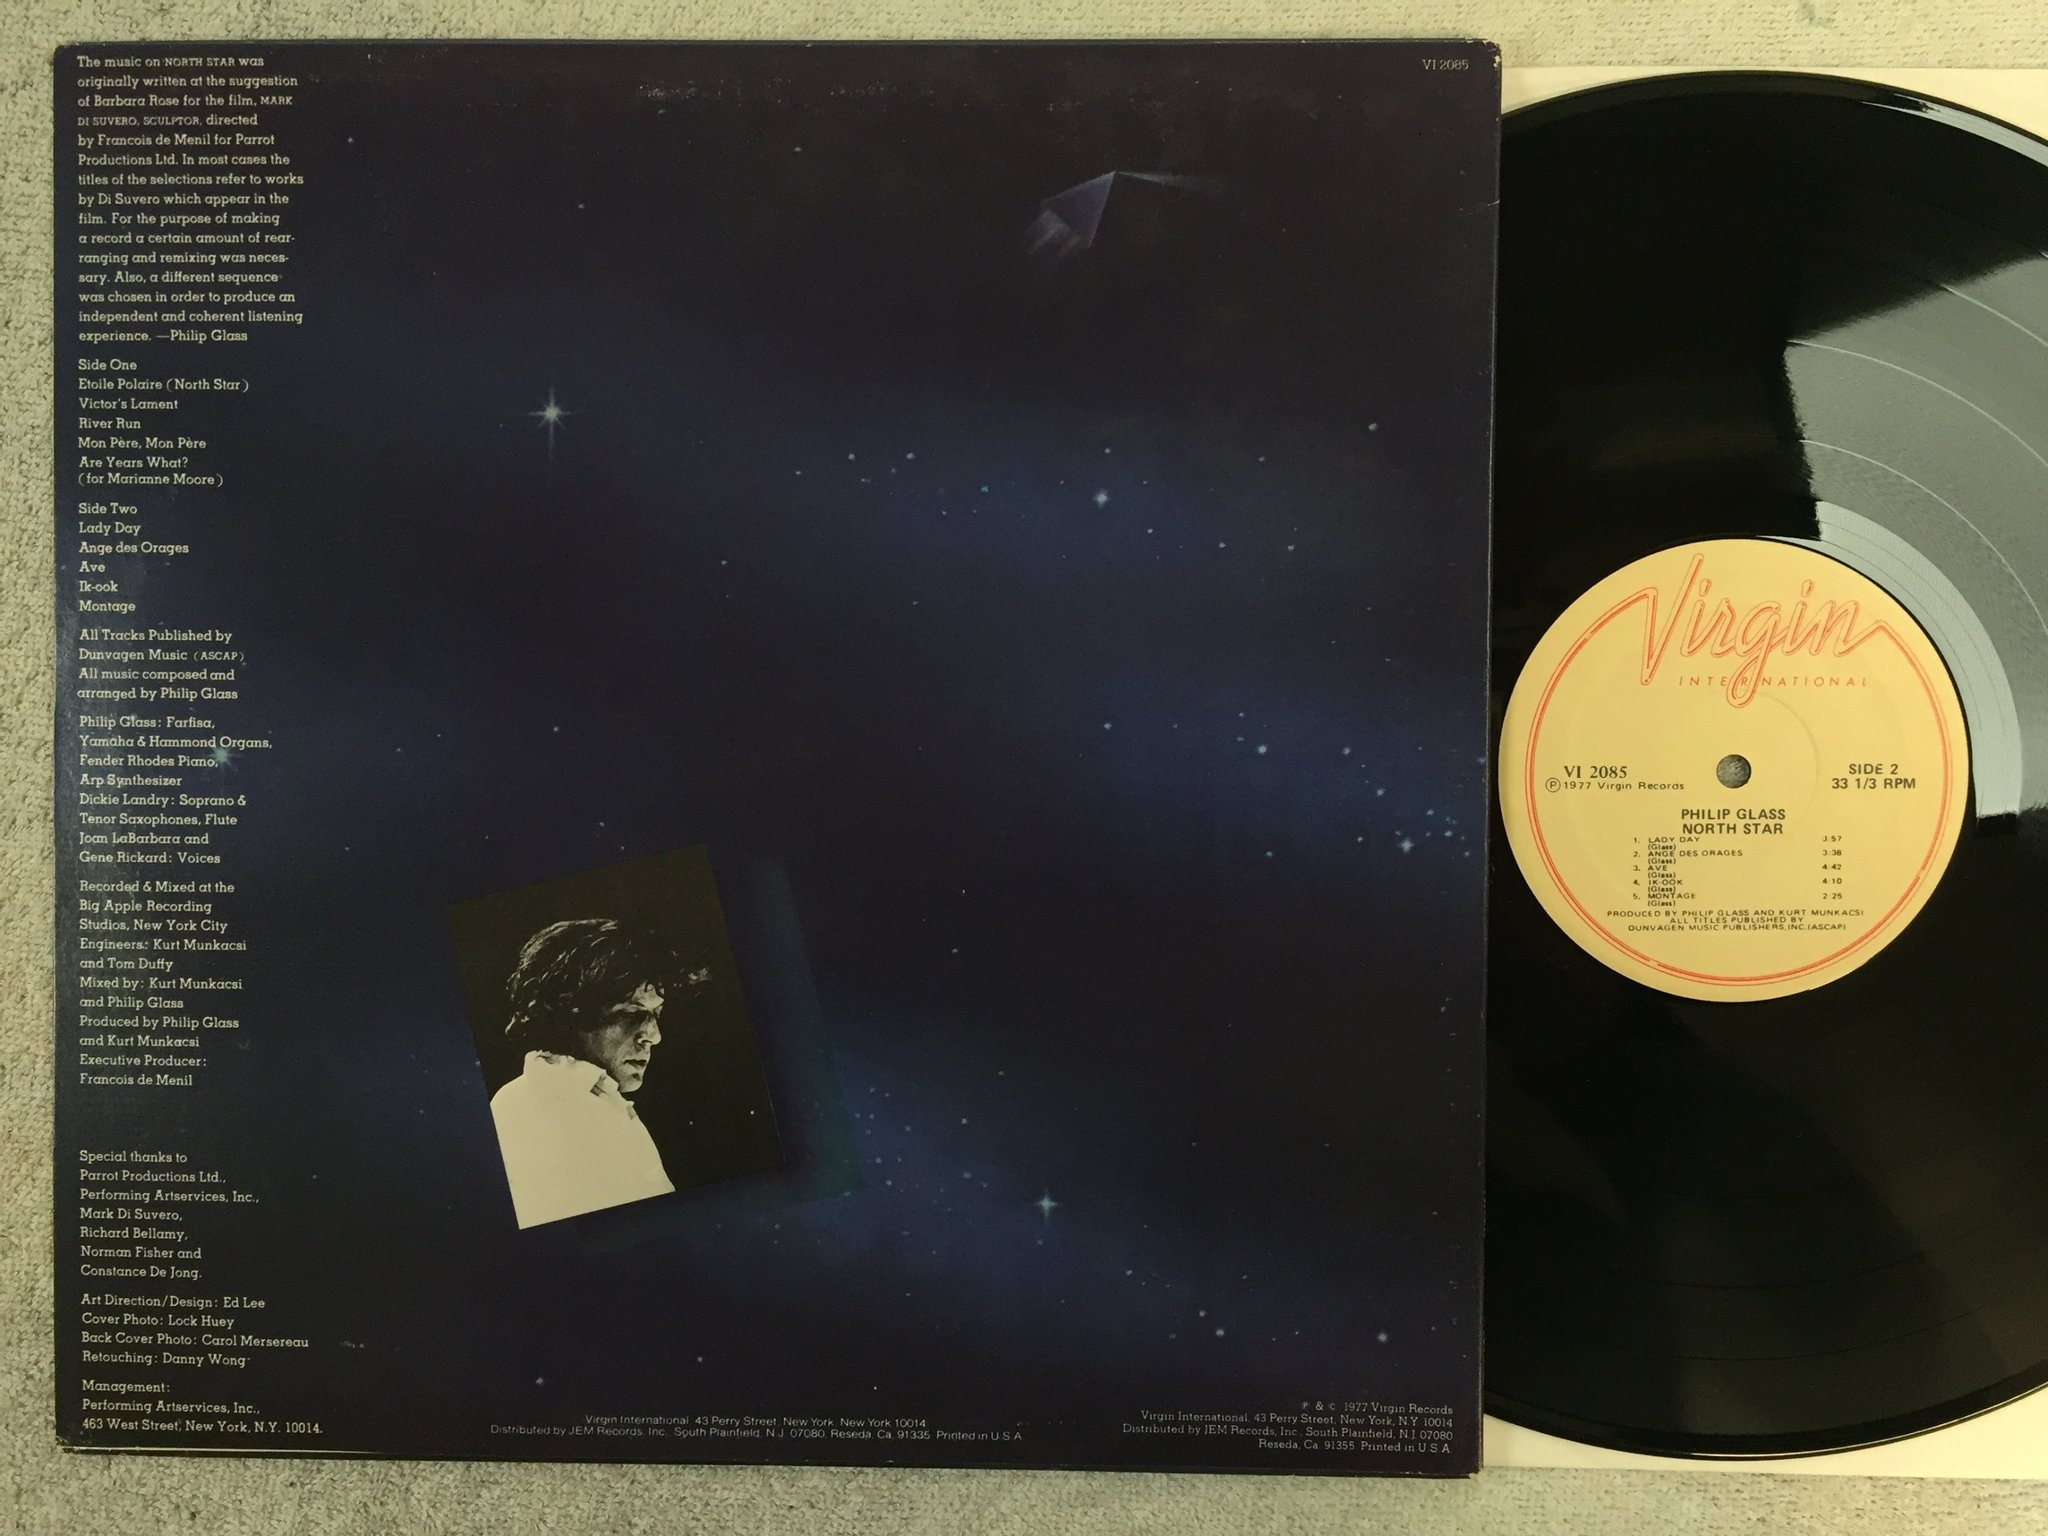 The music on NORTH STAR was
originally written at the suggestion
of Barbara Rose for the film, MARK
DI SUVERO, SCULPTOR, directed
by Francois de Menil for Parrot
Productions Ltd. In most cases the
titles of the selections refer to works
by Di Suvero which appear in the
film. For the purpose of making
a record a certain amount of rear-
ranging and remixing was neces-
sary. Also, a different sequence
was chosen in order to produce an
independent and coherent listening
experience. —Philip Glass
Side One
Etoile Polaire (North Star)
Victor's Lament
River Run
Mon Père, Mon Père
Are Years What?
(for Marianne Moore)
Side Two
Lady Day
Ange des Orages
Ave
Ik-ook
Montage
All Tracks Published by
Dunvagen Music (ASCAP)
All music composed and
arranged by Philip Glass
Philip Glass: Farfisa,
Yamaha & Hammond Organs,
Fender Rhodes Piano,
Arp Synthesizer
Dickie Landry: Soprano &
Tenor Saxophones, Flute
Joan LaBarbara and
Gene Rickard: Voices
Recorded & Mixed at the
Big Apple Recording
Studios, New York City
Engineers: Kurt Munkacsi
and Tom Duffy
Mixed by: Kurt Munkacsi
and Philip Glass
Produced by Philip Glass
and Kurt Munkacsi
Executive Producer:
Francois de Menil
Special thanks to
Parrot Productions Ltd.,
Performing Artservices, Inc.,
Mark Di Suvero,
Richard Bellamy,
Norman Fisher and
Constance De Jong.
Art Direction/Design: Ed Lee
Cover Photo: Lock Huey
Back Cover Photo: Carol Mersereau
Retouching: Danny Wong
Management:
Performing Artservices, Inc.,
463 West Street, New York, N.Y. 10014.
VI 2085
Virgin International, 43 Perry Street, New York, New York 10014
Distributed by JEM Records, Inc., South Plainfield, N.J. 07080, Reseda, Ca. 91335 Printed in U.S.A.
℗ & © 1977 Virgin Records
Virgin International, 43 Perry Street, New York, N.Y. 10014
Distributed by JEM Records, Inc., South Plainfield, N.J. 07080
Reseda, Ca. 91355 Printed in U.S.A.
Virgin
INTERNATIONAL
VI 2085
℗ 1977 Virgin Records
SIDE 2
33 1/3 RPM
PHILIP GLASS
NORTH STAR
1. LADY DAY 3:57
(Glass)
2. ANGE DES ORAGES 3:38
(Glass)
3. AVE 4:42
(Glass)
4. IK-OOK 4:10
(Glass)
5. MONTAGE 2:25
(Glass)
PRODUCED BY PHILIP GLASS AND KURT MUNKACSI
ALL TITLES PUBLISHED BY
DUNVAGEN MUSIC PUBLISHERS,INC.(ASCAP)